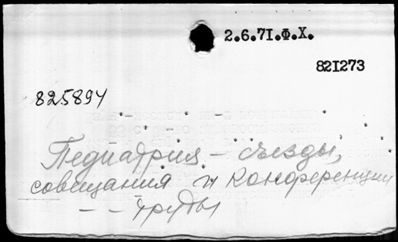 2.6.71.Ф.Х.
821273
825894
Педиатрия - съезды,
совещания и конференции
- - труды